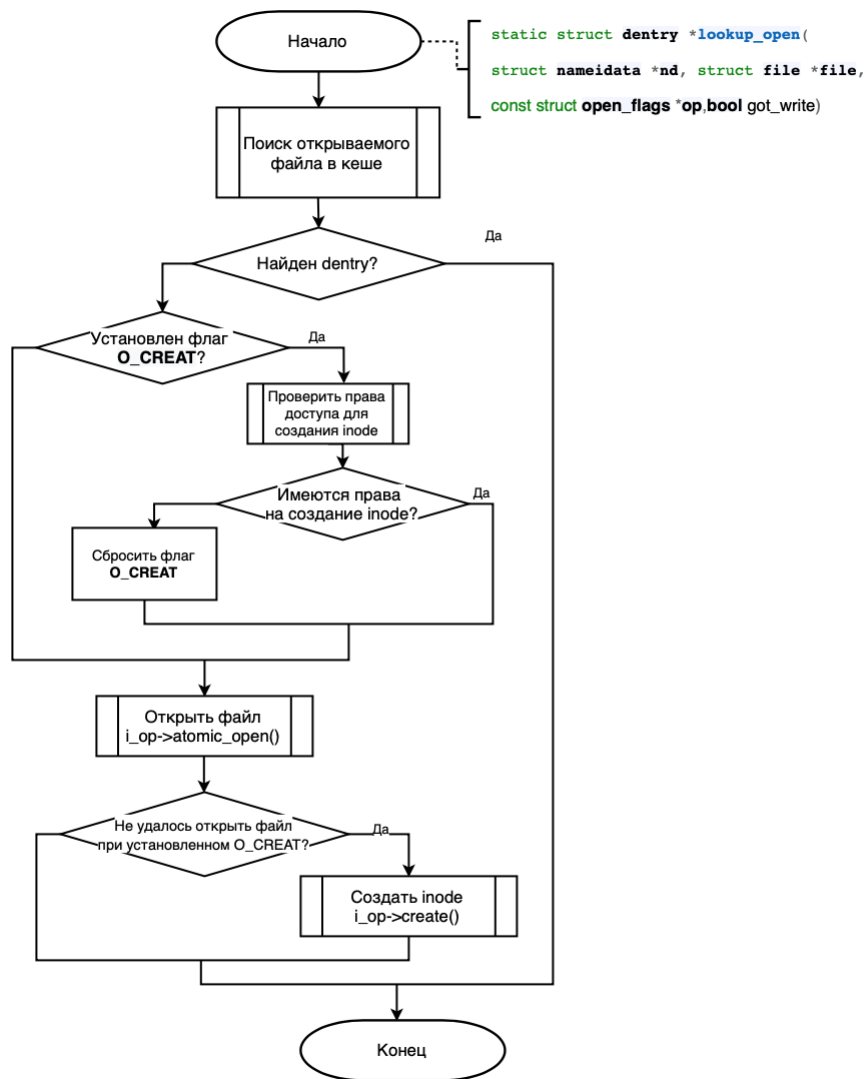 Начало
static struct dentry *lookup_open(
struct nameidata *nd, struct file *file,
const struct open_flags *op,bool got_write)
Поиск открываемого
файла в кеше
Найден dentry?
Да
Установлен флаг
O_CREAT?
Да
Проверить права
доступа для
создания inode
Имеются права
на создание inode?
Да
Сбросить флаг
O_CREAT
Открыть файл
i_op->atomic_open()
Не удалось открыть файл
при установленном O_CREAT?
Да
Создать inode
i_op->create()
Конец